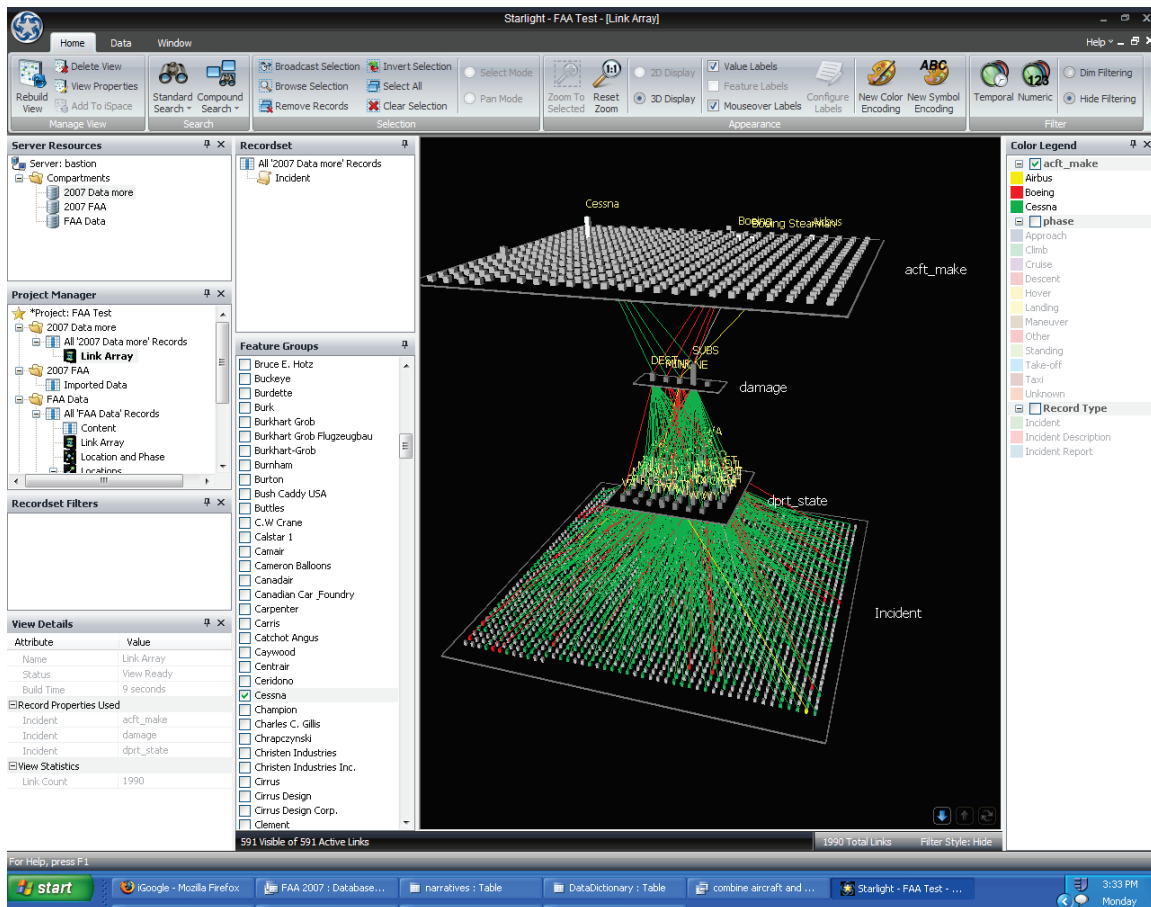 Starlight - FAA Test - [Link Array]
Home Data Window
Help
Rebuild View
Delete View
View Properties
Add To iSpace
Manage View
Standard Search
Compound Search
Search
Broadcast Selection
Browse Selection
Remove Records
Invert Selection
Select All
Clear Selection
Select Mode
Pan Mode
Selection
Zoom To Selected
Reset Zoom
2D Display
3D Display
Value Labels
Feature Labels
Mouseover Labels
Configure Labels
New Color Encoding
New Symbol Encoding
Appearance
Temporal
Numeric
Dim Filtering
Hide Filtering
Filter
Server Resources
Server: bastion
Compartments
2007 Data more
2007 FAA
FAA Data
Project Manager
*Project: FAA Test
2007 Data more
All '2007 Data more' Records
Link Array
2007 FAA
Imported Data
FAA Data
All 'FAA Data' Records
Content
Link Array
Location and Phase
Locations
Recordset Filters
View Details
Attribute Value
Name Link Array
Status View Ready
Build Time 9 seconds
Record Properties Used
Incident acft_make
Incident damage
Incident dprt_state
View Statistics
Link Count 1990
Recordset
All '2007 Data more' Records
Incident
Feature Groups
Bruce E. Hotz
Buckeye
Burdette
Burk
Burkhart Grob
Burkhart Grob Flugzeugbau
Burkhart-Grob
Burnham
Burton
Bush Caddy USA
Buttles
C.W Crane
Calstar 1
Camair
Cameron Balloons
Canadair
Canadian Car _Foundry
Carpenter
Carris
Catchot Angus
Caywood
Centrair
Ceridono
Cessna
Champion
Charles C. Gillis
Chrapczynski
Christen Industries
Christen Industries Inc.
Cirrus
Cirrus Design
Cirrus Design Corp.
Clement
Cessna
Boeing
Boeing Stearman
Airbus
acft_make
SUBS
damage
dprt_state
Incident
591 Visible of 591 Active Links
1990 Total Links
Filter Style: Hide
Color Legend
acft_make
Airbus
Boeing
Cessna
phase
Approach
Climb
Cruise
Descent
Hover
Landing
Maneuver
Other
Standing
Take-off
Taxi
Unknown
Record Type
Incident
Incident Description
Incident Report
For Help, press F1
start
iGoogle - Mozilla Firefox
FAA 2007 : Database...
narratives : Table
DataDictionary : Table
combine aircraft and ...
Starlight - FAA Test - ...
3:33 PM
Monday